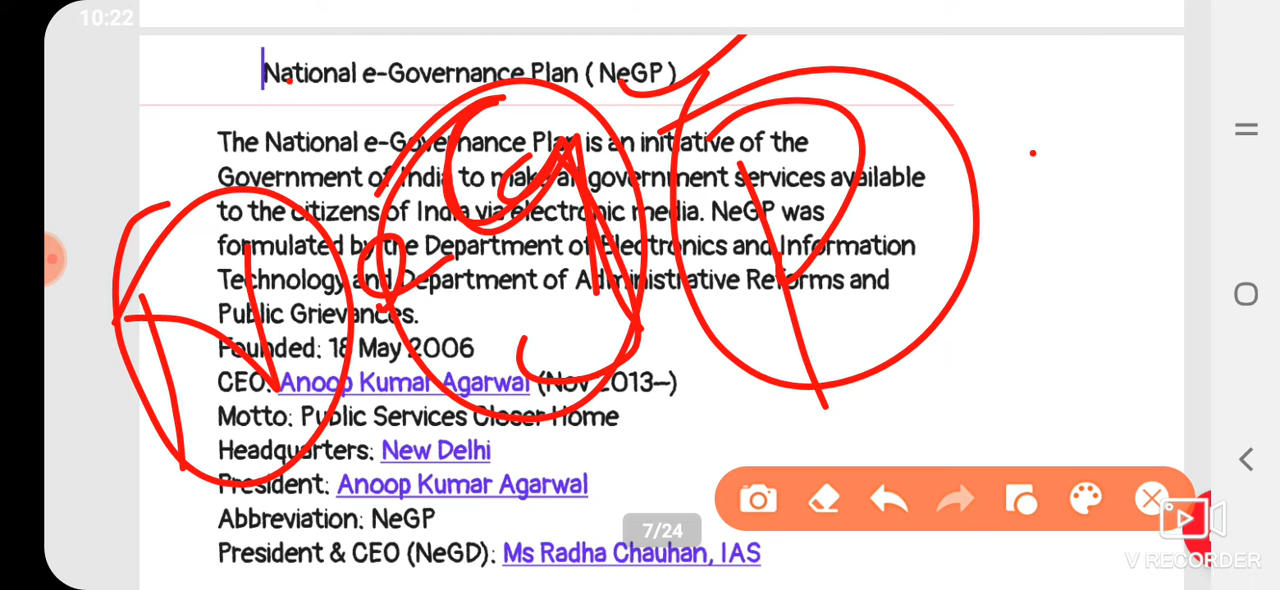 10:22
National e-Governance Plan ( NeGP )
The National e-Governance Plan is an initiative of the
Government of India to make all government services available
to the citizens of India via electronic media. NeGP was
formulated by the Department of Electronics and Information
Technology and Department of Administrative Reforms and
Public Grievances.
Founded: 18 May 2006
CEO: Anoop Kumar Agarwal (Nov 2013–)
Motto: Public Services Closer Home
Headquarters: New Delhi
President: Anoop Kumar Agarwal
Abbreviation: NeGP
President & CEO (NeGD): Ms Radha Chauhan, IAS
N e g P
7/24
V RECORDER